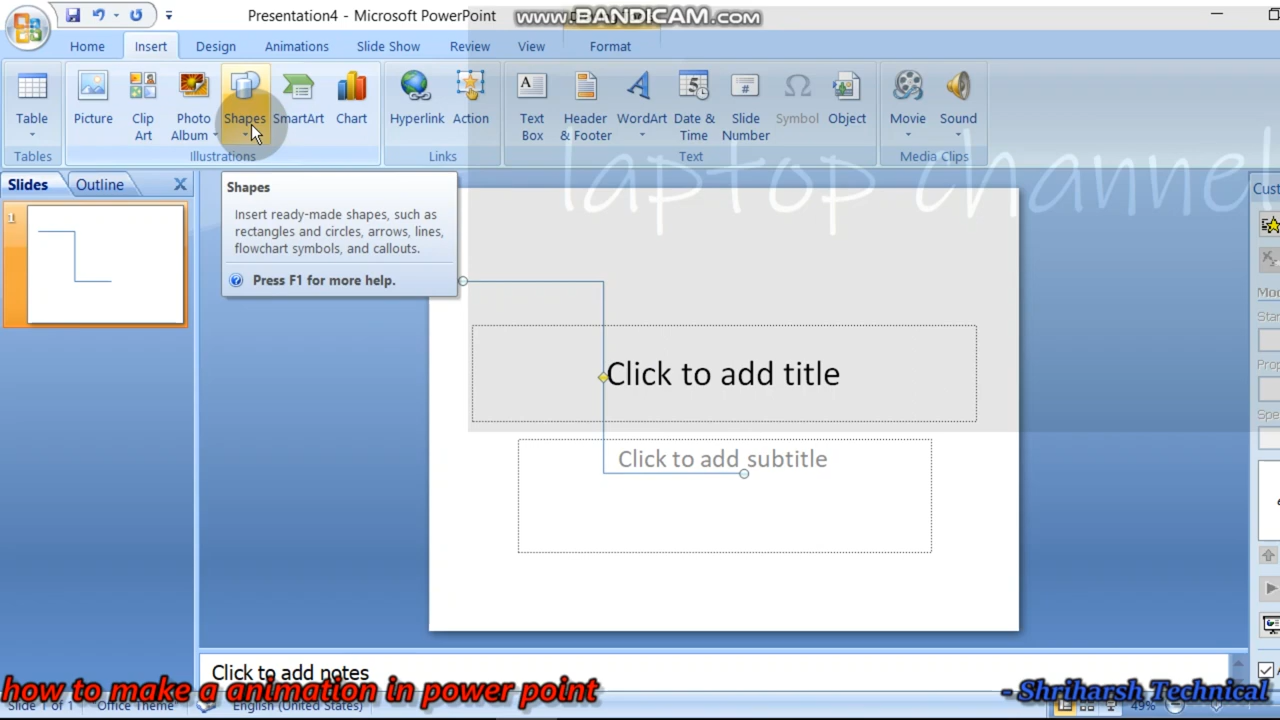 Presentation4 - Microsoft PowerPoint
www.BANDICAM.com
Home Insert Design Animations Slide Show Review View Format
Table
Picture
Clip Art
Photo Album
Shapes
SmartArt
Chart
Hyperlink
Action
Text Box
Header & Footer
WordArt
Date & Time
Slide Number
Symbol
Object
Movie
Sound
Tables
Illustrations
Links
Text
Media Clips
laptop channel
Slides Outline
1
Shapes
Insert ready-made shapes, such as
rectangles and circles, arrows, lines,
flowchart symbols, and callouts.
Press F1 for more help.
Click to add title
Click to add subtitle
Click to add notes
how to make a animation in power point
- Shriharsh Technical
Slide 1 of 1
"Office Theme"
English (United States)
49%